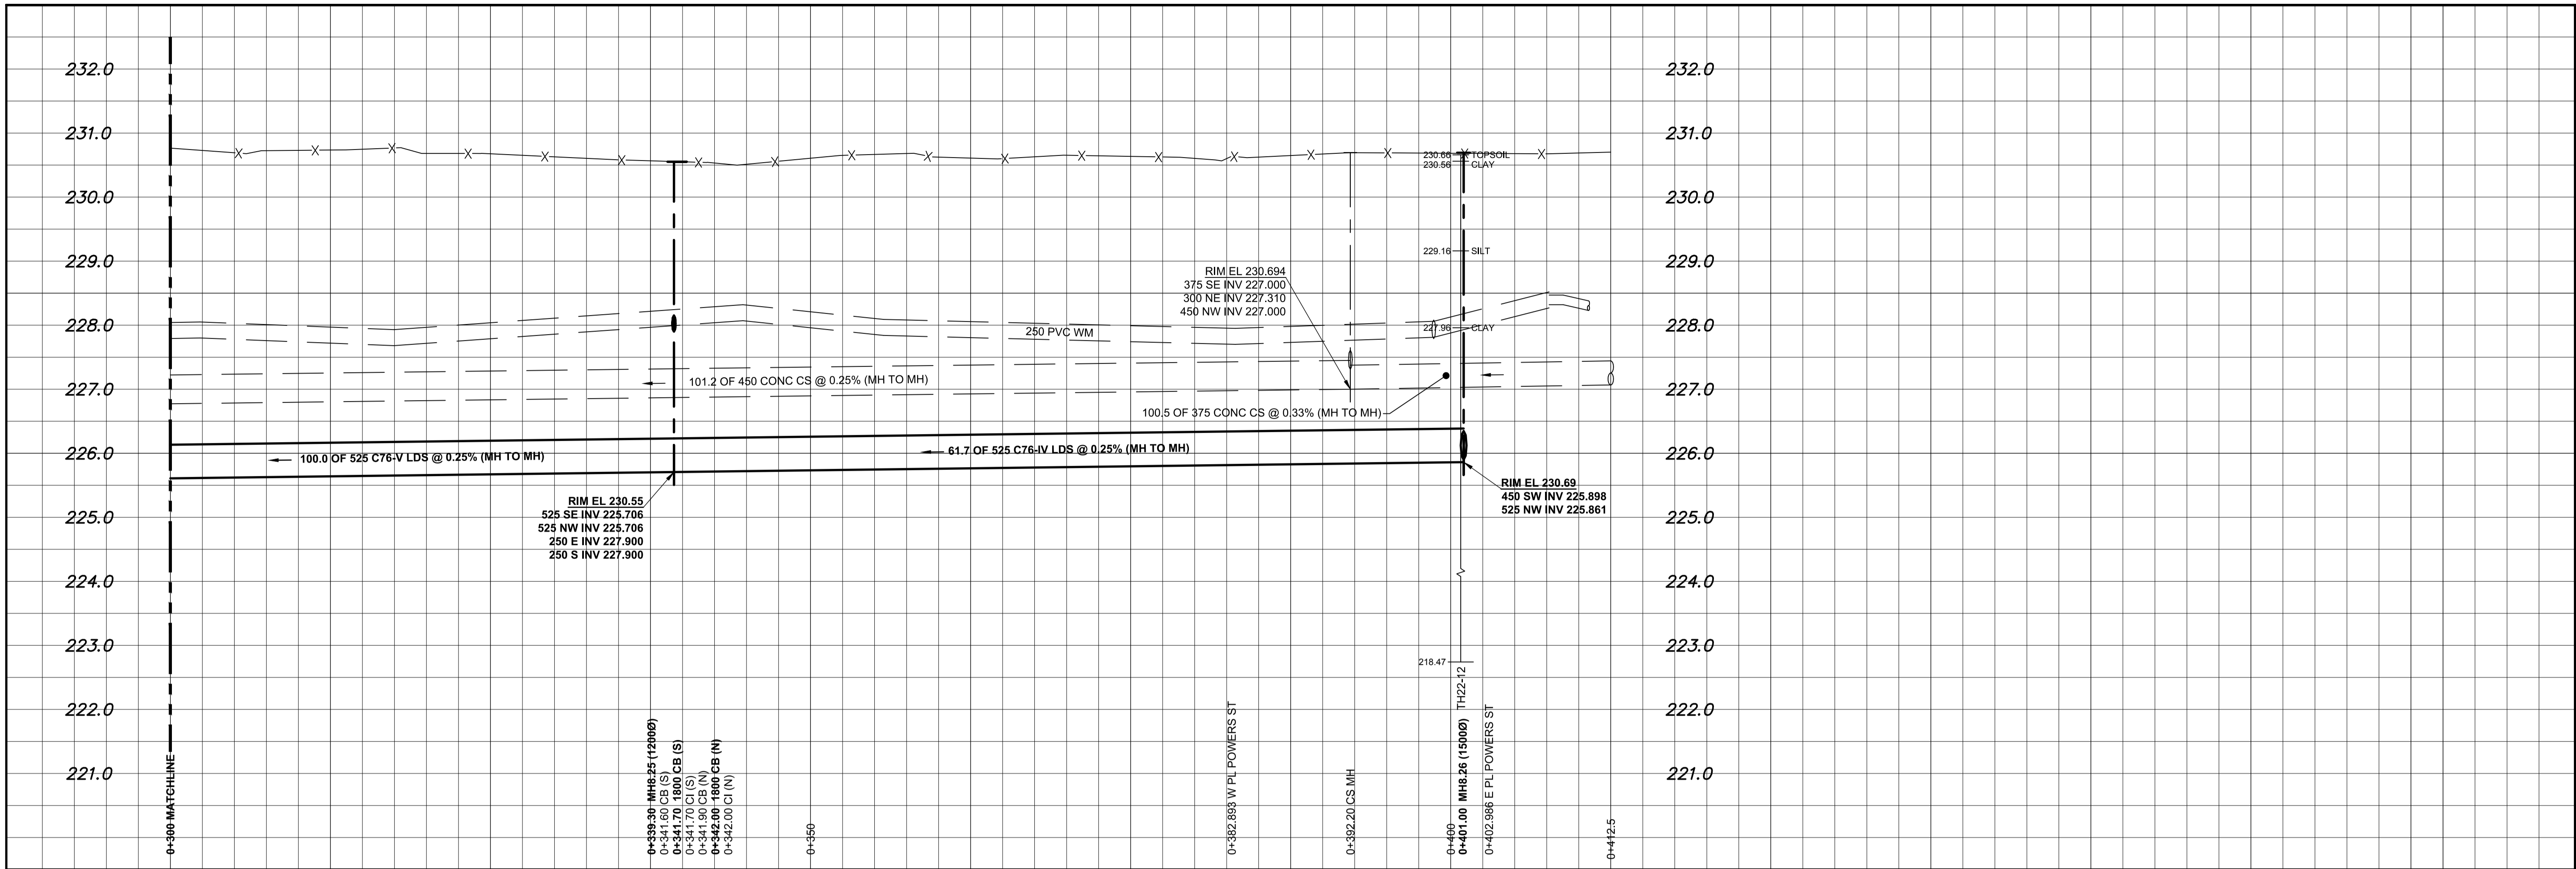 232.0
232.0
231.0
231.0
230.66 TOPSOIL
230.56 CLAY
230.0
230.0
229.16 SILT
229.0
229.0
RIM EL 230.694
375 SE INV 227.000
300 NE INV 227.310
450 NW INV 227.000
228.0
250 PVC WM
227.96 CLAY
228.0
227.0
101.2 OF 450 CONC CS @ 0.25% (MH TO MH)
227.0
100.5 OF 375 CONC CS @ 0.33% (MH TO MH)
226.0
100.0 OF 525 C76-V LDS @ 0.25% (MH TO MH)
61.7 OF 525 C76-IV LDS @ 0.25% (MH TO MH)
226.0
RIM EL 230.55
525 SE INV 225.706
525 NW INV 225.706
250 E INV 227.900
250 S INV 227.900
RIM EL 230.69
450 SW INV 225.898
525 NW INV 225.861
225.0
225.0
224.0
224.0
223.0
223.0
218.47
222.0
222.0
221.0
221.0
0+300 MATCHLINE
0+339.30 MH8.25 (1200Ø)
0+341.60 CB (S)
0+341.70 1800 CB (S)
0+341.70 CI (S)
0+341.90 CB (N)
0+342.00 1800 CB (N)
0+342.00 CI (N)
0+350
0+382.893 W PL POWERS ST
0+392.20 CS MH
0+400
0+401.00 MH8.26 (1500Ø) TH22-12
0+402.986 E PL POWERS ST
0+412.5